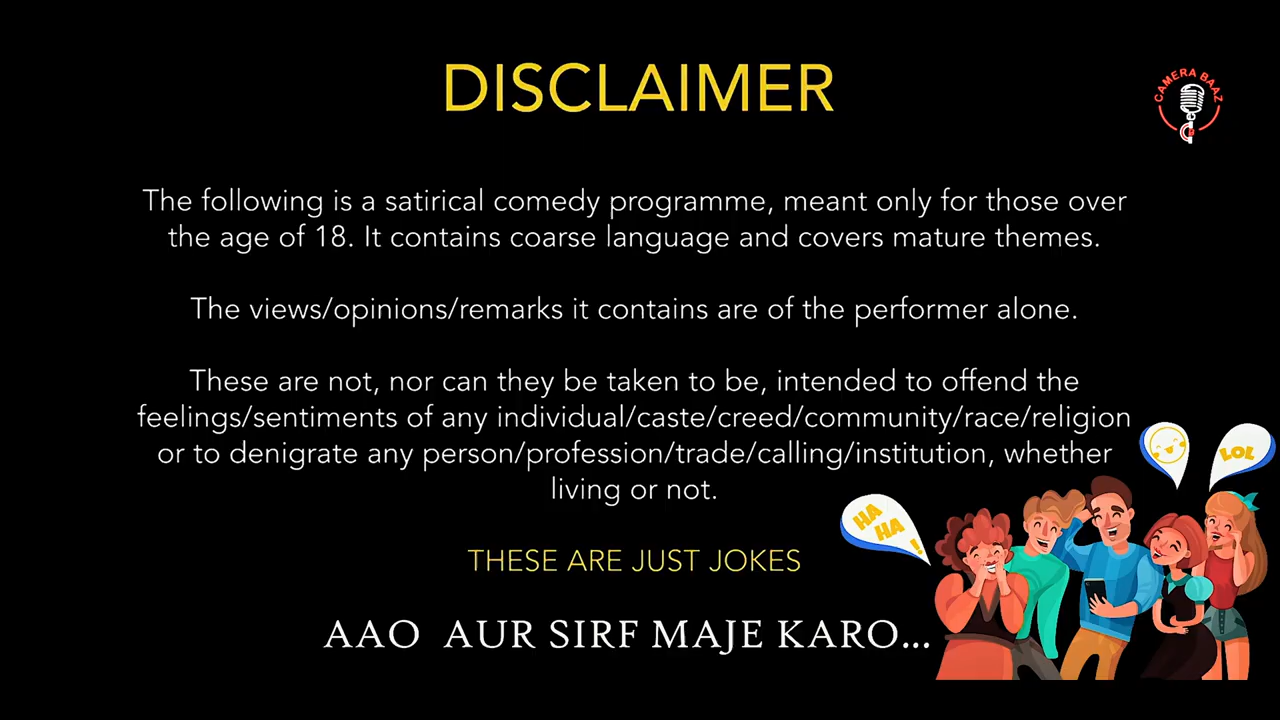 DISCLAIMER
CAMERA BAAZ
The following is a satirical comedy programme, meant only for those over
the age of 18. It contains coarse language and covers mature themes.
The views/opinions/remarks it contains are of the performer alone.
These are not, nor can they be taken to be, intended to offend the
feelings/sentiments of any individual/caste/creed/community/race/religion
or to denigrate any person/profession/trade/calling/institution, whether
living or not.
LOL
HA
HA !
THESE ARE JUST JOKES
AAO AUR SIRF MAJE KARO...